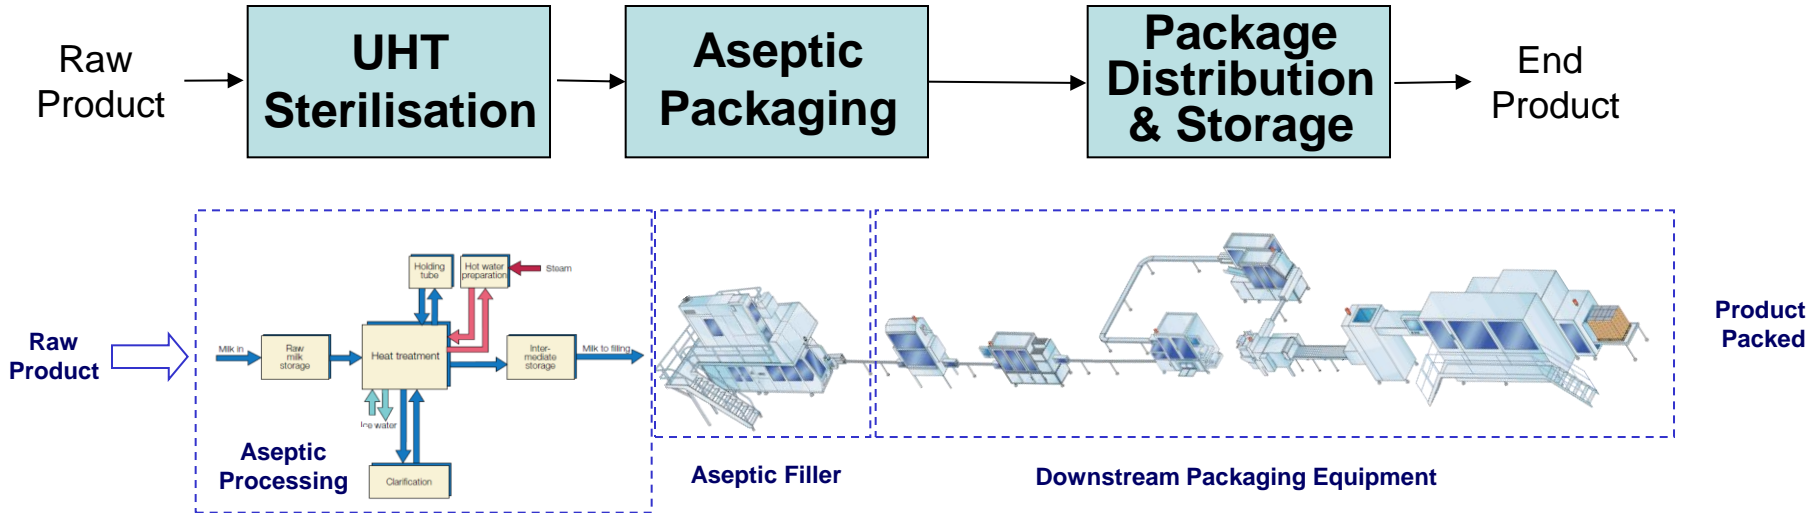 Raw
Product
UHT
Sterilisation
Aseptic
Packaging
Package
Distribution
& Storage
End
Product
Raw
Product
Milk in
Raw
milk
storage
Holding
tube
Hot water
preparation
Steam
Heat treatment
Inter-
mediate
storage
Milk to filling
Ice water
Clarification
Aseptic
Processing
Aseptic Filler
Downstream Packaging Equipment
Product
Packed